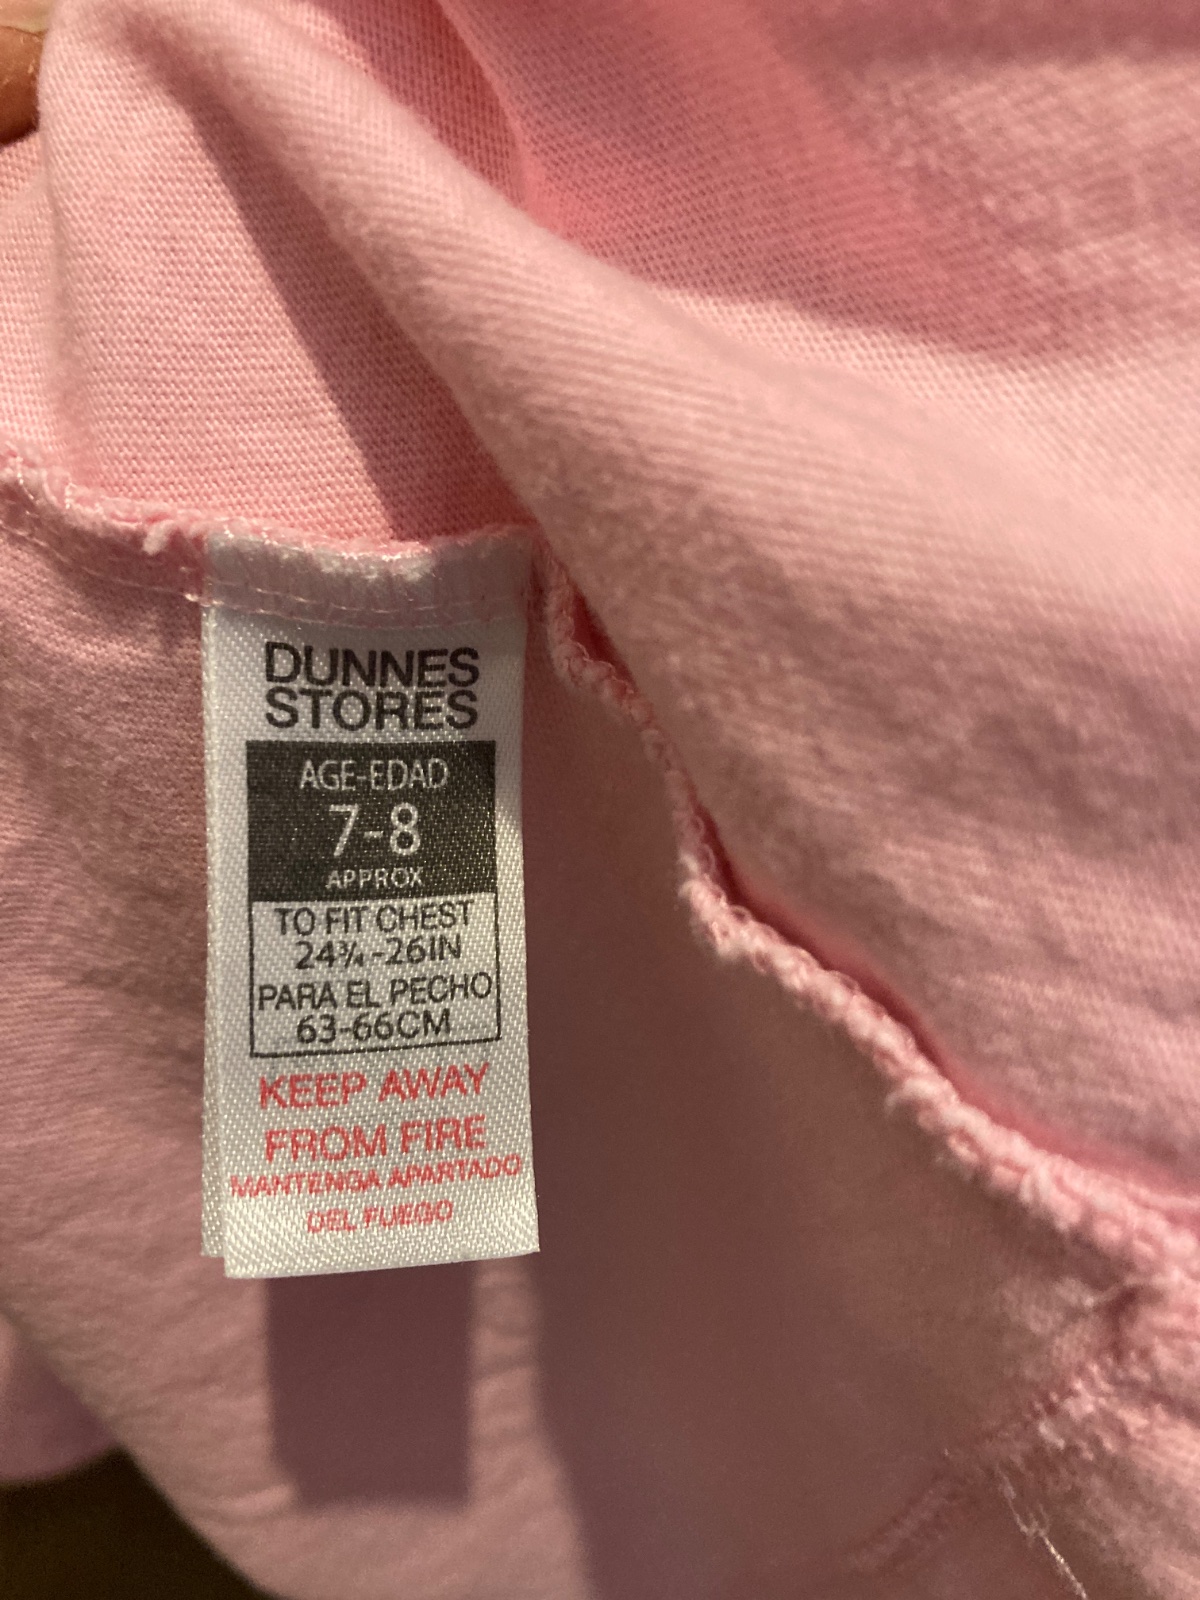 DUNNES
STORES
AGE-EDAD
7-8
APPROX
TO FIT CHEST
24¾-26IN
PARA EL PECHO
63-66CM
KEEP AWAY
FROM FIRE
MANTENGA APARTADO
DEL FUEGO